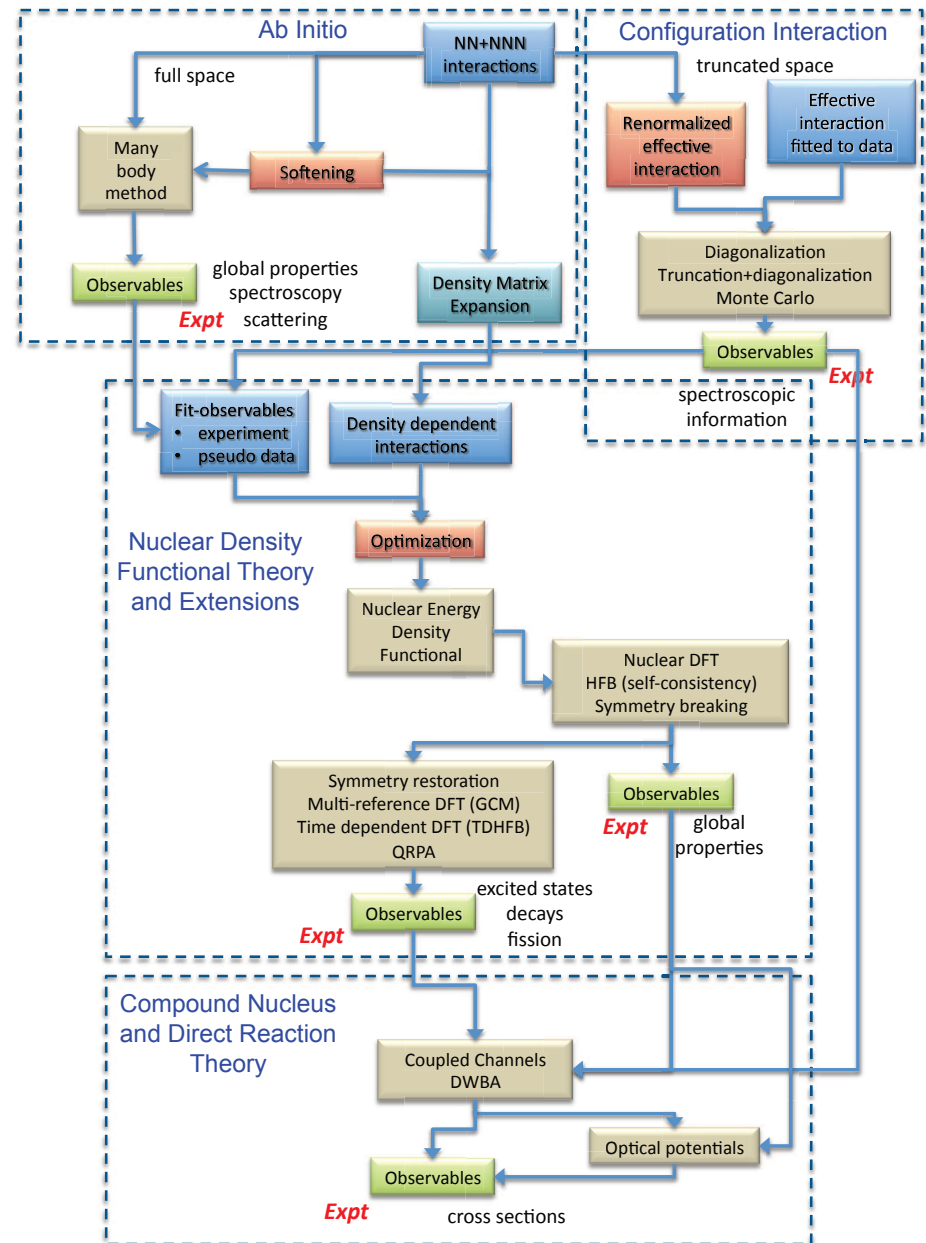 Ab Initio
NN+NNN
interactions
full space
Many
body
method
Softening
Observables
global properties
spectroscopy
scattering
Expt
Density Matrix
Expansion
Configuration Interaction
truncated space
Renormalized
effective
interaction
Effective
interaction
fitted to data
Diagonalization
Truncation+diagonalization
Monte Carlo
Observables
Expt
spectroscopic
information
Fit-observables
• experiment
• pseudo data
Density dependent
interactions
Nuclear Density
Functional Theory
and Extensions
Optimization
Nuclear Energy
Density
Functional
Nuclear DFT
HFB (self-consistency)
Symmetry breaking
Symmetry restoration
Multi-reference DFT (GCM)
Time dependent DFT (TDHFB)
QRPA
Observables
Expt
global
properties
Observables
Expt
excited states
decays
fission
Compound Nucleus
and Direct Reaction
Theory
Coupled Channels
DWBA
Optical potentials
Observables
Expt
cross sections